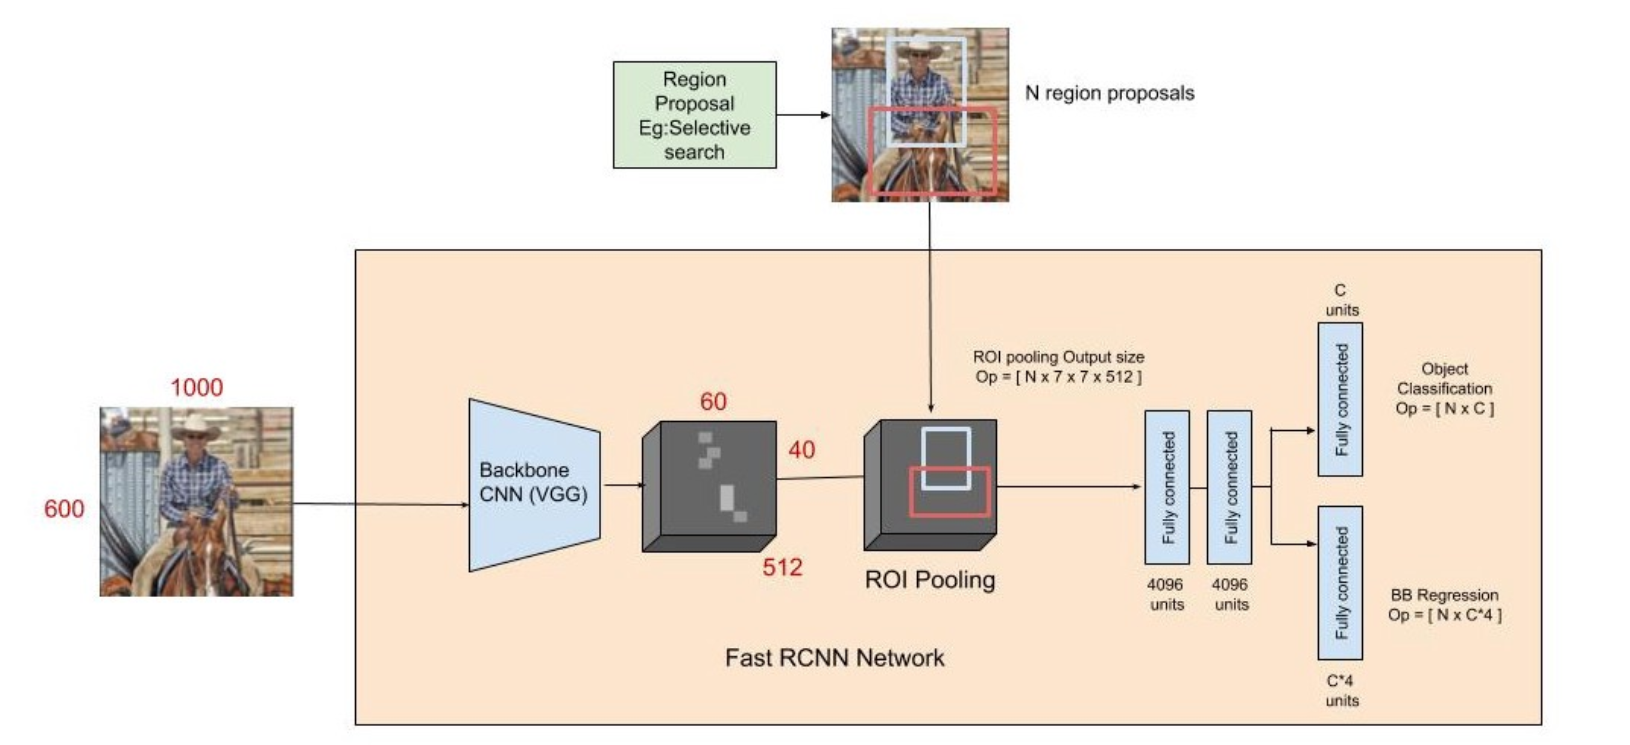 Region
Proposal
Eg:Selective
search
N region proposals
1000
600
Backbone
CNN (VGG)
60
40
512
ROI Pooling
ROI pooling Output size
Op = [ N x 7 x 7 x 512 ]
Fully connected
4096
units
Fully connected
4096
units
C
units
Fully connected
Object
Classification
Op = [ N x C ]
Fully connected
C*4
units
BB Regression
Op = [ N x C*4 ]
Fast RCNN Network